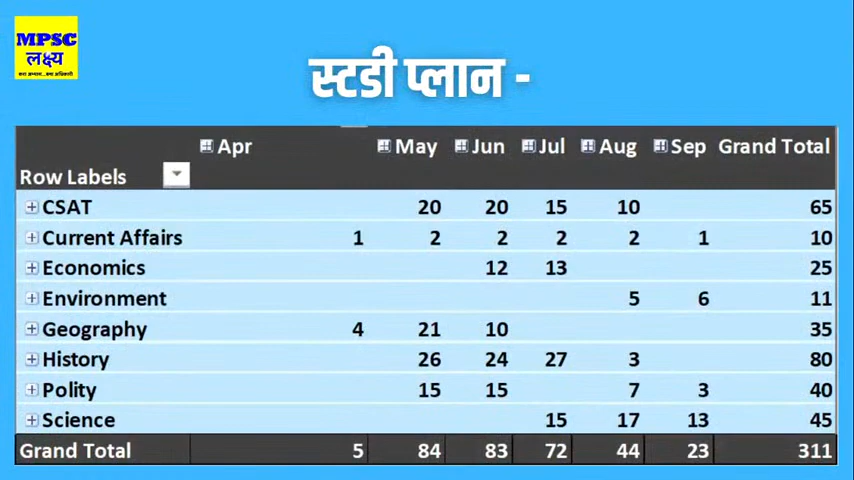 MPSC
लक्ष्य
स्टडी प्लान -
Apr May Jun Jul Aug Sep Grand Total
Row Labels
CSAT 20 20 15 10 65
Current Affairs 1 2 2 2 2 1 10
Economics 12 13 25
Environment 5 6 11
Geography 4 21 10 35
History 26 24 27 3 80
Polity 15 15 7 3 40
Science 15 17 13 45
Grand Total 5 84 83 72 44 23 311